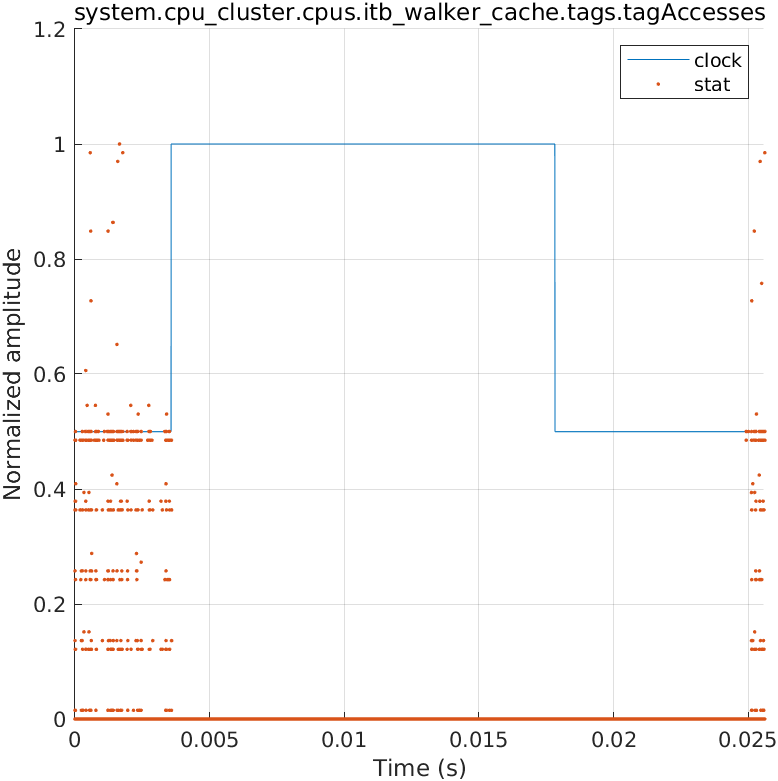 system.cpu_cluster.cpus.itb_walker_cache.tags.tagAccesses
1.2
clock
stat
1
0.8
0.6
0.4
0.2
0
Normalized amplitude
0
0.005
0.01
0.015
0.02
0.025
Time (s)